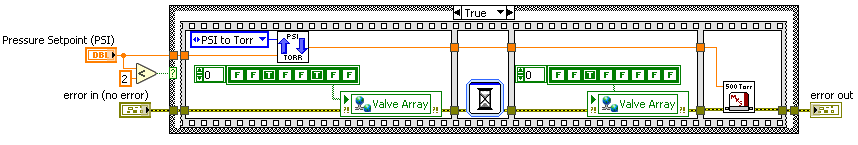 True
Pressure Setpoint (PSI)
DBL
PSI to Torr
PSI
TORR
2
<
?
0
F F T F F T F F
0
F F T F F F F F
error in (no error)
?!
Valve Array
?!
?!
Valve Array
?!
500 Torr
MKS
error out